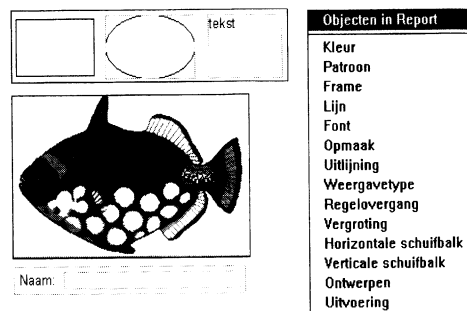 tekst
Naam:
Objecten in Report
Kleur
Patroon
Frame
Lijn
Font
Opmaak
Uitlijning
Weergavetype
Regelovergang
Vergroting
Horizontale schuifbalk
Verticale schuifbalk
Ontwerpen
Uitvoering